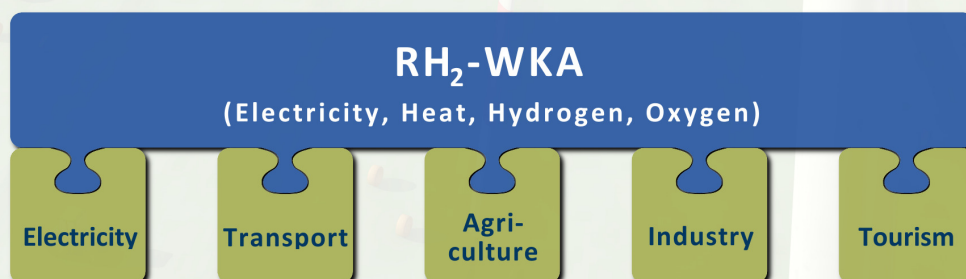 RH₂-WKA
(Electricity, Heat, Hydrogen, Oxygen)
Electricity
Transport
Agri-
culture
Industry
Tourism